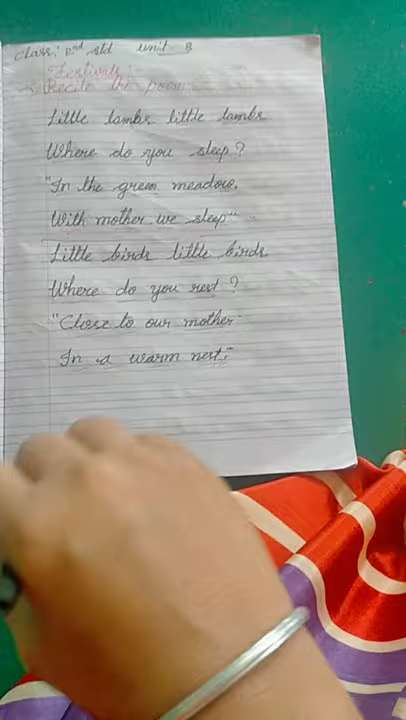 Class: 2nd std unit - 3
Festivals:
Recite the poem
Little lambs little lambs
Where do you sleep?
"In the green meadow.
With mother we sleep"
Little birds little birds
Where do you rest?
"Close to our mother
In a warm nest."